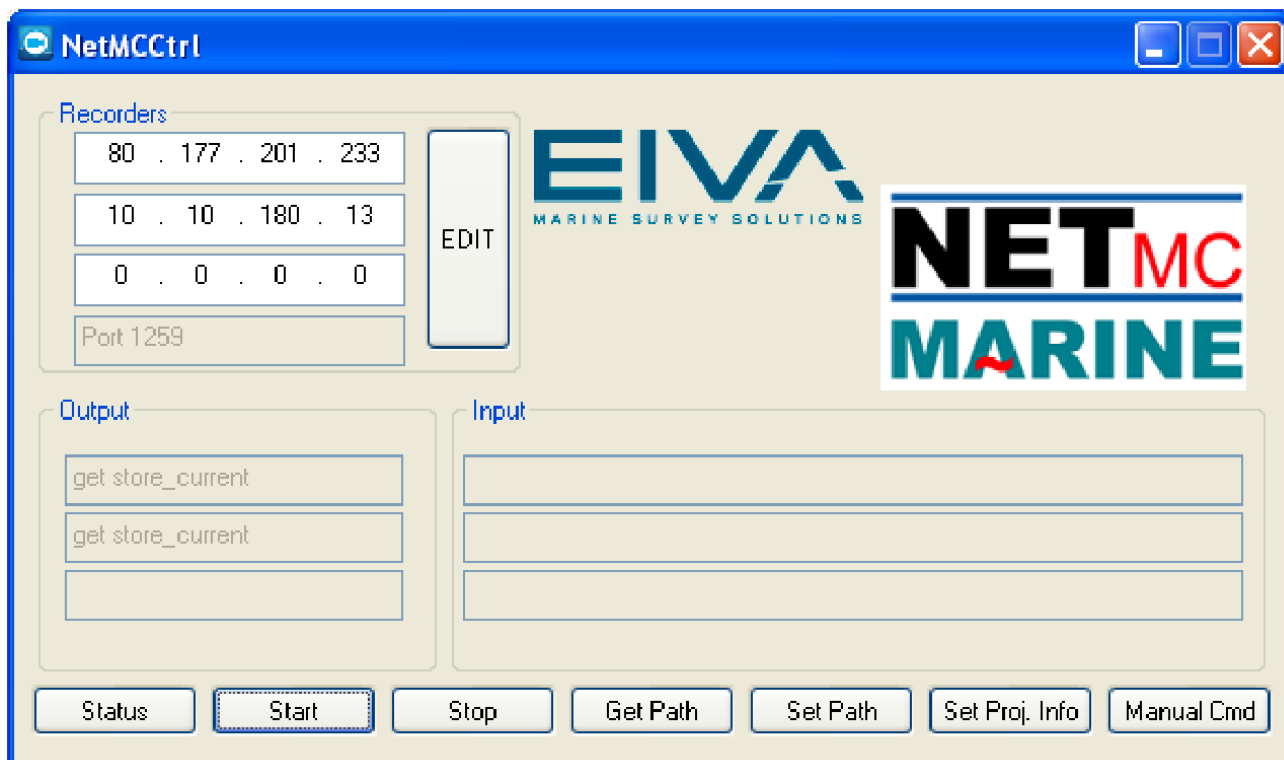 NetMCCtrl
Recorders
80 . 177 . 201 . 233
10 . 10 . 180 . 13
0 . 0 . 0 . 0
Port 1259
EDIT
EIVA
MARINE SURVEY SOLUTIONS
NETMC
MARINE
Output
get store_current
get store_current
Input
Status Start Stop Get Path Set Path Set Proj. Info Manual Cmd